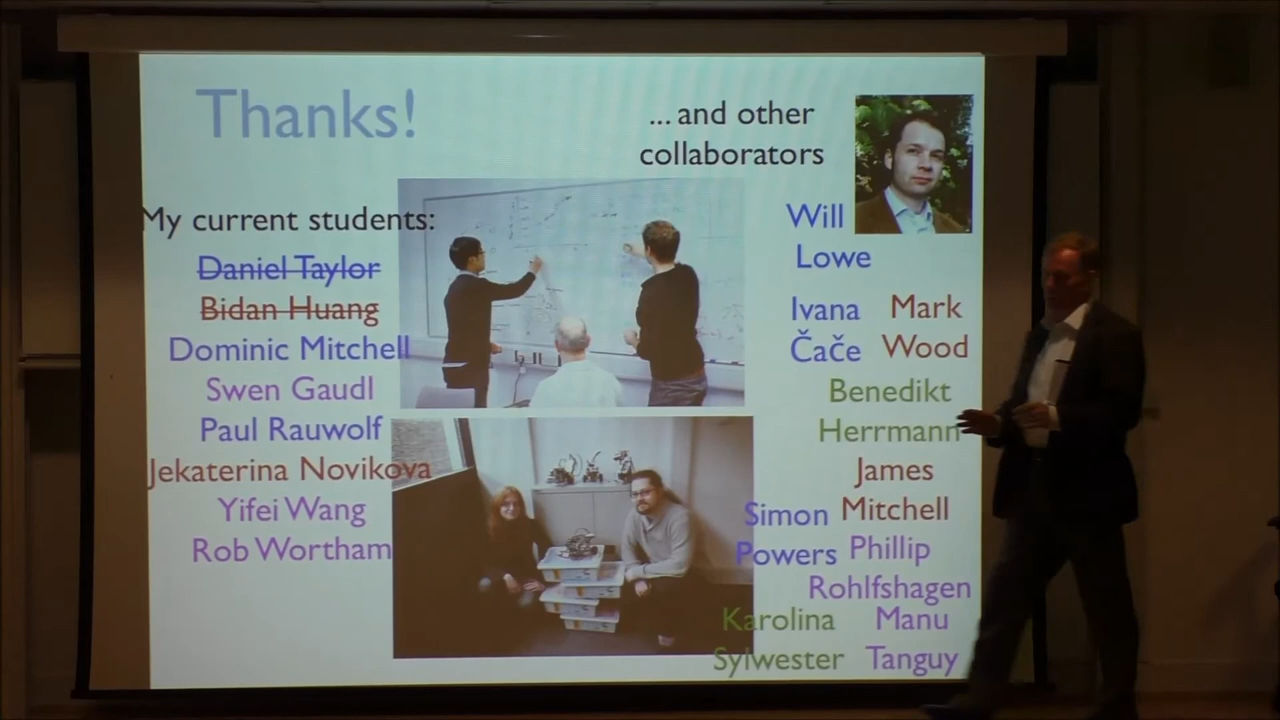 Thanks!
My current students:
Daniel Taylor
Bidan Huang
Dominic Mitchell
Swen Gaudl
Paul Rauwolf
Jekaterina Novikova
Yifei Wang
Rob Wortham
... and other
collaborators
Will
Lowe
Ivana
Čače
Mark
Wood
Benedikt
Herrmann
James
Mitchell
Simon
Powers
Phillip
Rohlfshagen
Karolina
Sylwester
Manu
Tanguy